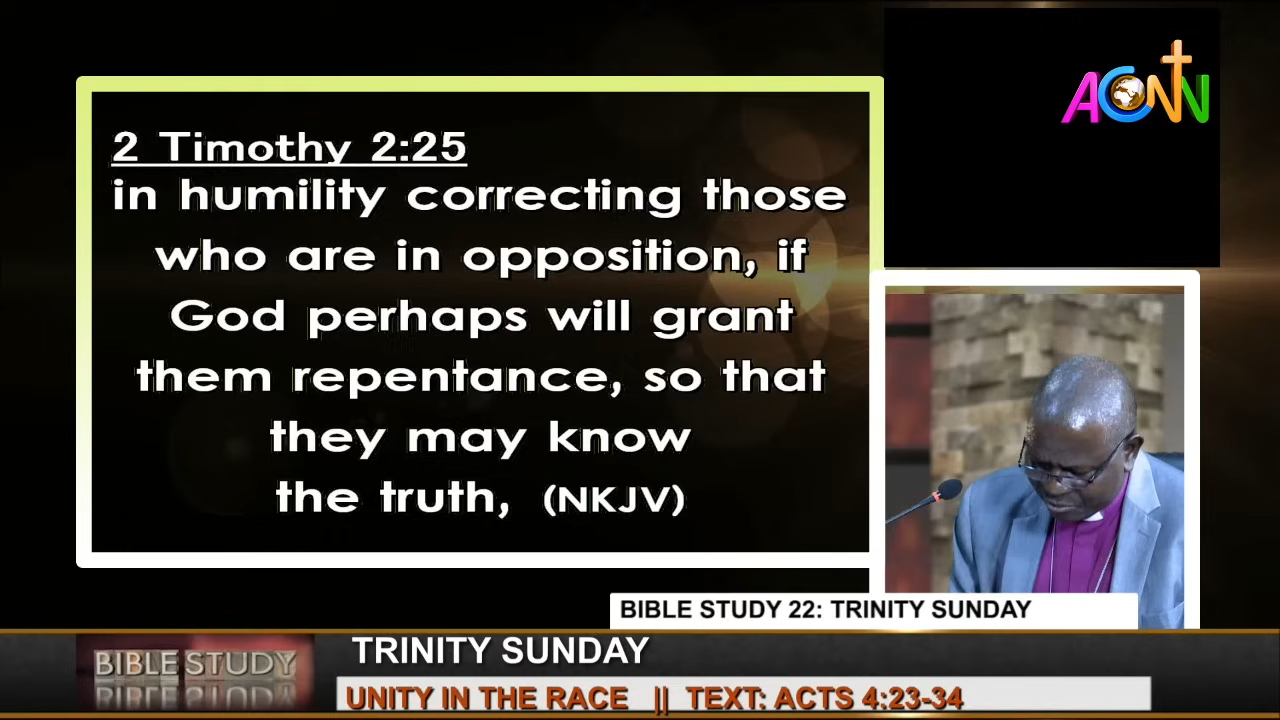 2 Timothy 2:25
in humility correcting those
who are in opposition, if
God perhaps will grant
them repentance, so that
they may know
the truth, (NKJV)
ACNN
BIBLE STUDY 22: TRINITY SUNDAY
BIBLE STUDY
TRINITY SUNDAY
UNITY IN THE RACE || TEXT: ACTS 4:23-34